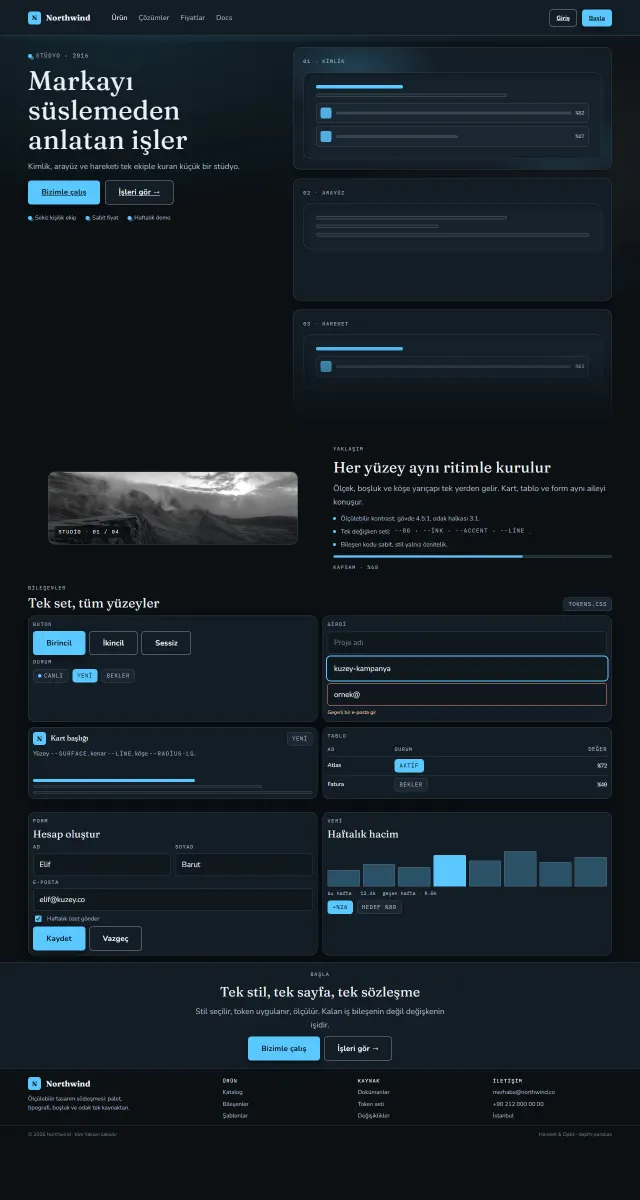 N Northwind Ürün Çözümler Fiyatlar Docs Giriş Başla
STÜDYO · 2016
Markayı
süslemeden
anlatan işler
Kimlik, arayüz ve hareketi tek ekiple kuran küçük bir stüdyo.
Bizimle çalış İşleri gör →
Sekiz kişilik ekip Sabit fiyat Haftalık demo
01 · KİMLİK
%82
%47
02 · ARAYÜZ
03 · HAREKET
%63
STUDIO · 01 / 04
YAKLAŞIM
Her yüzey aynı ritimle kurulur
Ölçek, boşluk ve köşe yarıçapı tek yerden gelir. Kart, tablo ve form aynı aileyi
konuşur.
Ölçülebilir kontrast: gövde 4.5:1, odak halkası 3:1.
Tek değişken seti: --BG · --INK · --ACCENT · --LINE
Bileşen kodu sabit, stil yalnız öznitelik.
KAPSAM · %68
BİLEŞENLER
Tek set, tüm yüzeyler
TOKENS.CSS
BUTON
Birincil İkincil Sessiz
DURUM
CANLI YENİ BEKLER
GİRDİ
Proje adı
kuzey-kampanya
ornek@
Geçerli bir e-posta gir.
N Kart başlığı YENİ
Yüzey --SURFACE, kenar --LINE, köşe --RADIUS-LG.
TABLO
AD DURUM DEĞER
Atlas AKTİF %72
Fatura BEKLER %40
FORM
Hesap oluştur
AD SOYAD
Elif Barut
E-POSTA
elif@kuzey.co
Haftalık özet gönder
Kaydet Vazgeç
VERİ
Haftalık hacim
bu hafta 12.4k geçen hafta 9.8k
+%26 HEDEF %80
BAŞLA
Tek stil, tek sayfa, tek sözleşme
Stil seçilir, token uygulanır, ölçülür. Kalan iş bileşenin değil değişkenin
işidir.
Bizimle çalış İşleri gör →
N Northwind
Ölçülebilir tasarım sözleşmesi: palet,
tipografi, boşluk ve odak tek kaynaktan.
ÜRÜN
Katalog
Bileşenler
Şablonlar
KAYNAK
Dokümanlar
Token seti
Değişiklikler
İLETİŞİM
merhaba@northwind.co
+90 212 000 00 00
İstanbul
© 2026 Northwind · tüm hakları saklıdır